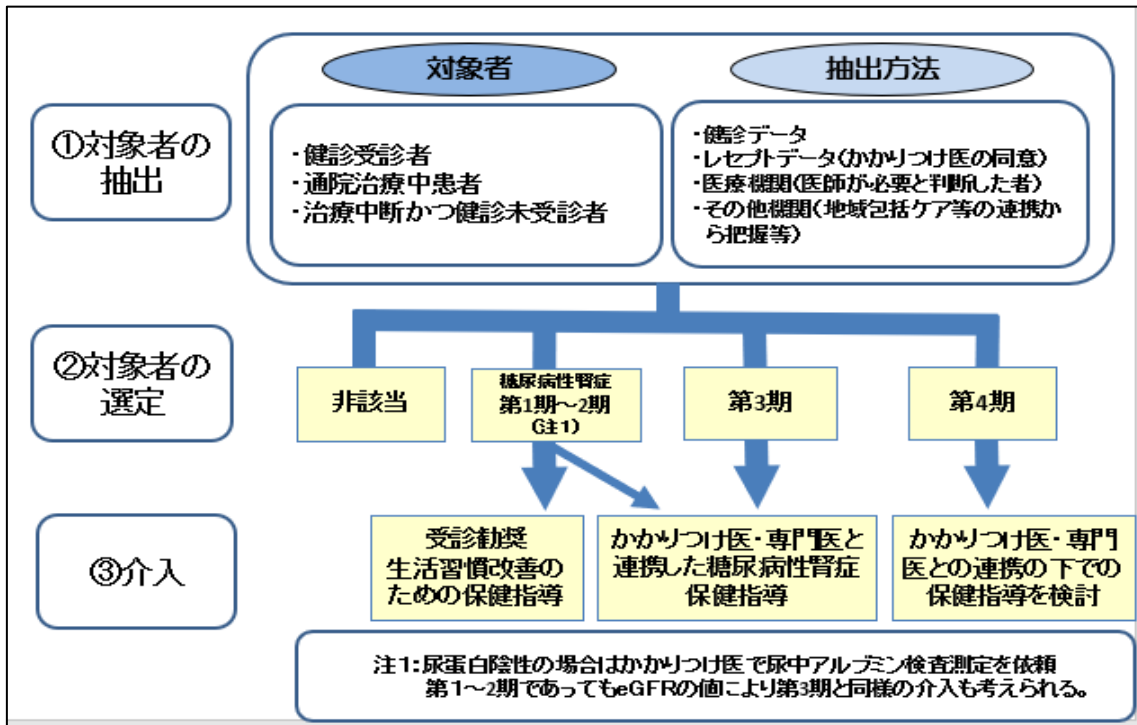 対象者
抽出方法
①対象者の
抽出
・健診受診者
・通院治療中患者
・治療中断かつ健診未受診者
・健診データ
・レセプトデータ(かかりつけ医の同意)
・医療機関(医師が必要と判断した者)
・その他機関(地域包括ケア等の連携か
ら把握等)
②対象者の
選定
非該当
糖尿病性腎症
第1期～2期
(注1)
第3期
第4期
③介入
受診勧奨
生活習慣改善の
ための保健指導
かかりつけ医・専門医と
連携した糖尿病性腎症
保健指導
かかりつけ医・専門
医との連携の下での
保健指導を検討
注1:尿蛋白陰性の場合はかかりつけ医で尿中アルブミン検査測定を依頼
第1～2期であってもeGFRの値により第3期と同様の介入も考えられる。